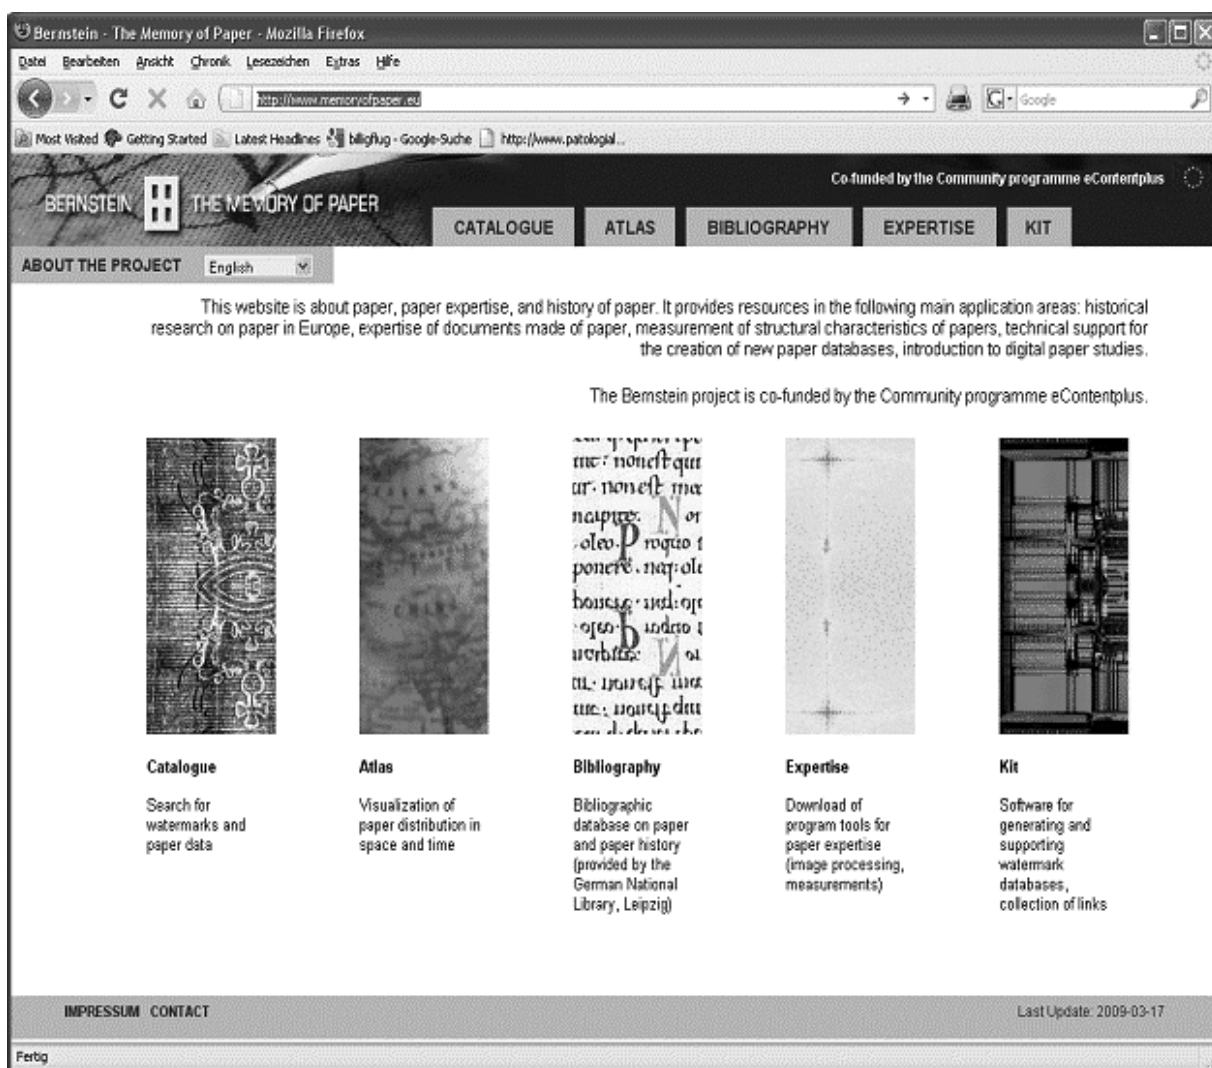 Bernstein - The Memory of Paper - Mozilla Firefox
Datei Bearbeiten Ansicht Chronik Lesezeichen Extras Hilfe
http://www.memoryofpaper.eu
G Google
Most Visited Getting Started Latest Headlines billigflug - Google-Suche http://www.patologial...
Co-funded by the Community programme eContentplus
BERNSTEIN THE MEMORY OF PAPER
CATALOGUE ATLAS BIBLIOGRAPHY EXPERTISE KIT
ABOUT THE PROJECT English
This website is about paper, paper expertise, and history of paper. It provides resources in the following main application areas: historical
research on paper in Europe, expertise of documents made of paper, measurement of structural characteristics of papers, technical support for
the creation of new paper databases, introduction to digital paper studies.
The Bernstein project is co-funded by the Community programme eContentplus.
Catalogue
Search for
watermarks and
paper data
Atlas
Visualization of
paper distribution in
space and time
Bibliography
Bibliographic
database on paper
and paper history
(provided by the
German National
Library, Leipzig)
Expertise
Download of
program tools for
paper expertise
(image processing,
measurements)
Kit
Software for
generating and
supporting
watermark
databases,
collection of links
IMPRESSUM CONTACT
Last Update: 2009-03-17
Fertig